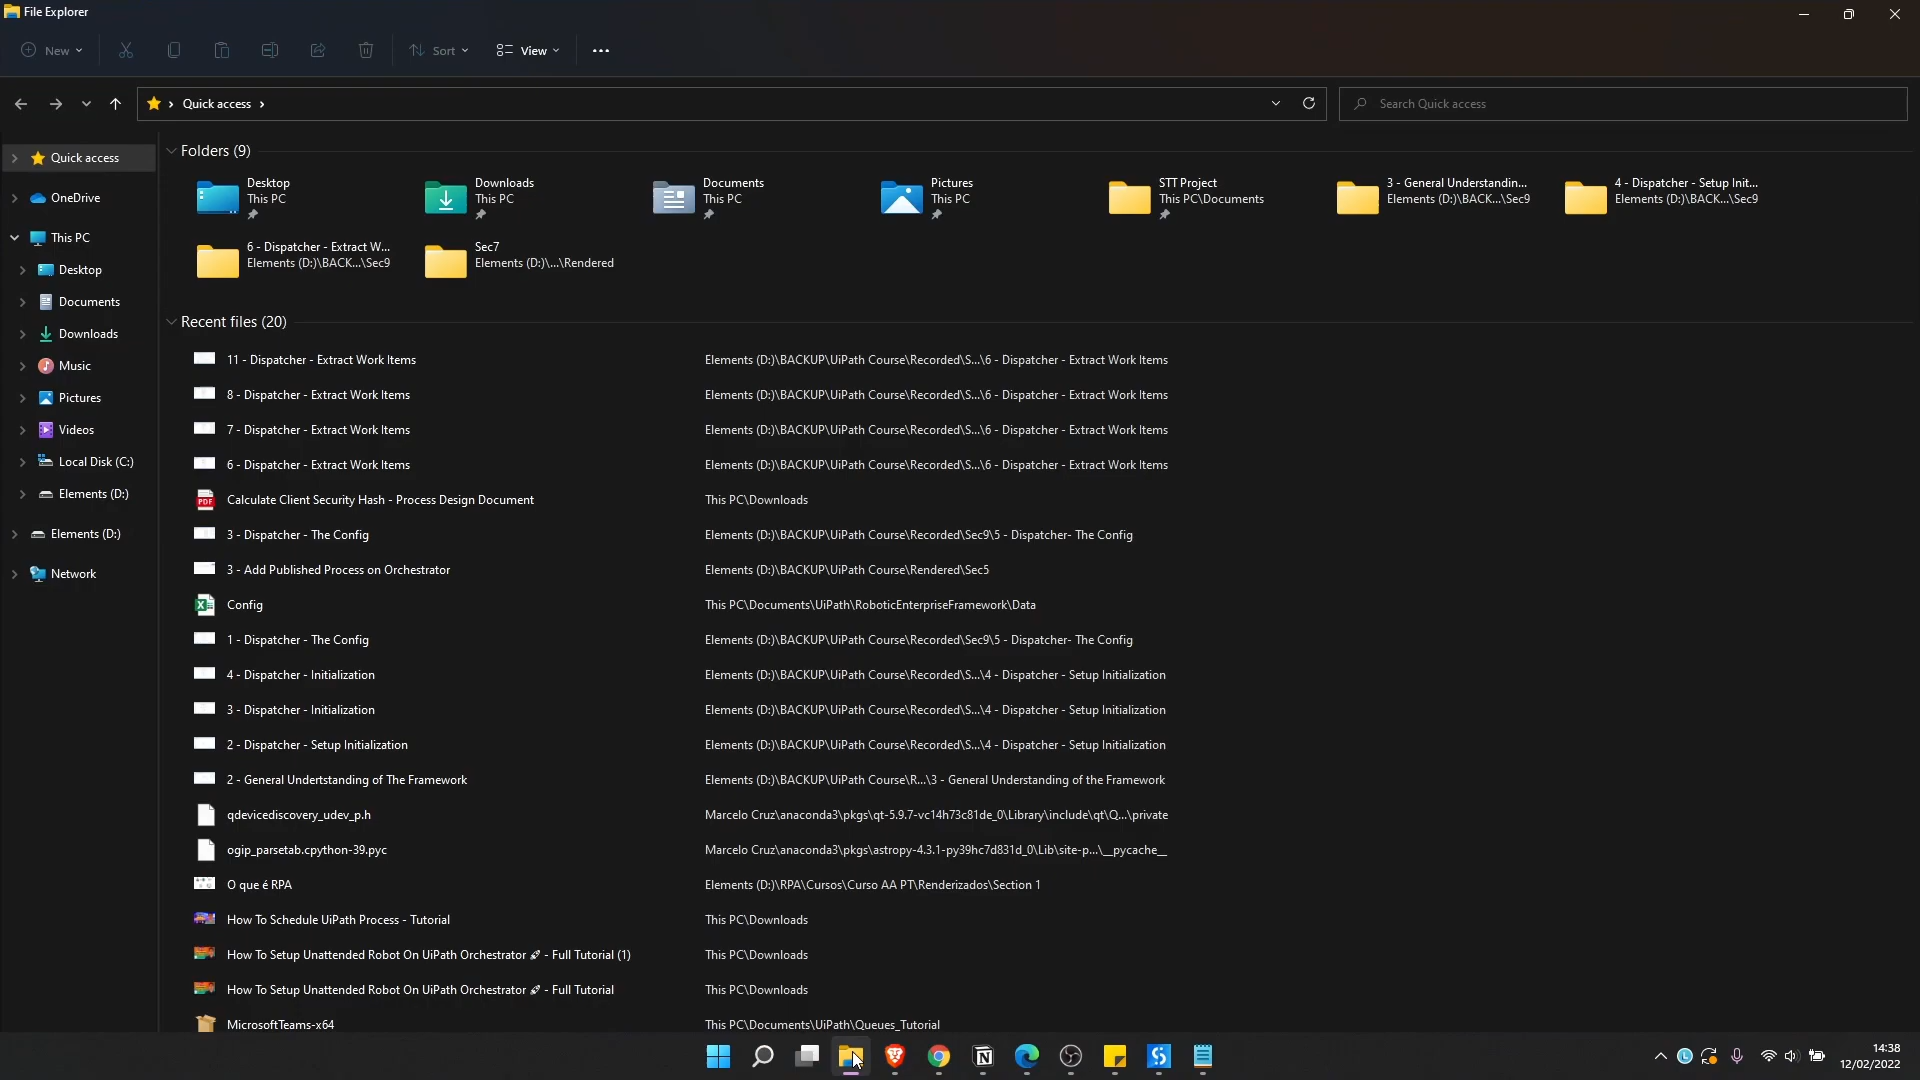 File Explorer
New
Sort
View
Quick access
Search Quick access
Quick access
OneDrive
This PC
Desktop
Documents
Downloads
Music
Pictures
Videos
Local Disk (C:)
Elements (D:)
Elements (D:)
Network
Folders (9)
Desktop
This PC
Downloads
This PC
Documents
This PC
Pictures
This PC
STT Project
This PC\Documents
3 - General Understandin...
Elements (D:)\BACK...\Sec9
4 - Dispatcher - Setup Init...
Elements (D:)\BACK...\Sec9
6 - Dispatcher - Extract W...
Elements (D:)\BACK...\Sec9
Sec7
Elements (D:)\...\Rendered
Recent files (20)
11 - Dispatcher - Extract Work Items Elements (D:)\BACKUP\UiPath Course\Recorded\S...\6 - Dispatcher - Extract Work Items
8 - Dispatcher - Extract Work Items Elements (D:)\BACKUP\UiPath Course\Recorded\S...\6 - Dispatcher - Extract Work Items
7 - Dispatcher - Extract Work Items Elements (D:)\BACKUP\UiPath Course\Recorded\S...\6 - Dispatcher - Extract Work Items
6 - Dispatcher - Extract Work Items Elements (D:)\BACKUP\UiPath Course\Recorded\S...\6 - Dispatcher - Extract Work Items
Calculate Client Security Hash - Process Design Document This PC\Downloads
3 - Dispatcher - The Config Elements (D:)\BACKUP\UiPath Course\Recorded\Sec9\5 - Dispatcher- The Config
3 - Add Published Process on Orchestrator Elements (D:)\BACKUP\UiPath Course\Rendered\Sec5
Config This PC\Documents\UiPath\RoboticEnterpriseFramework\Data
1 - Dispatcher - The Config Elements (D:)\BACKUP\UiPath Course\Recorded\Sec9\5 - Dispatcher- The Config
4 - Dispatcher - Initialization Elements (D:)\BACKUP\UiPath Course\Recorded\S...\4 - Dispatcher - Setup Initialization
3 - Dispatcher - Initialization Elements (D:)\BACKUP\UiPath Course\Recorded\S...\4 - Dispatcher - Setup Initialization
2 - Dispatcher - Setup Initialization Elements (D:)\BACKUP\UiPath Course\Recorded\S...\4 - Dispatcher - Setup Initialization
2 - General Undertstanding of The Framework Elements (D:)\BACKUP\UiPath Course\R...\3 - General Understanding of the Framework
qdevicediscovery_udev_p.h Marcelo Cruz\anaconda3\pkgs\qt-5.9.7-vc14h73c81de_0\Library\include\qt\Q...\private
ogip_parsetab.cpython-39.pyc Marcelo Cruz\anaconda3\pkgs\astropy-4.3.1-py39hc7d831d_0\Lib\site-p...\__pycache__
O que é RPA Elements (D:)\RPA\Cursos\Curso AA PT\Renderizados\Section 1
How To Schedule UiPath Process - Tutorial This PC\Downloads
How To Setup Unattended Robot On UiPath Orchestrator 🚀 - Full Tutorial (1) This PC\Downloads
How To Setup Unattended Robot On UiPath Orchestrator 🚀 - Full Tutorial This PC\Downloads
MicrosoftTeams-x64 This PC\Documents\UiPath\Queues_Tutorial
14:38
12/02/2022